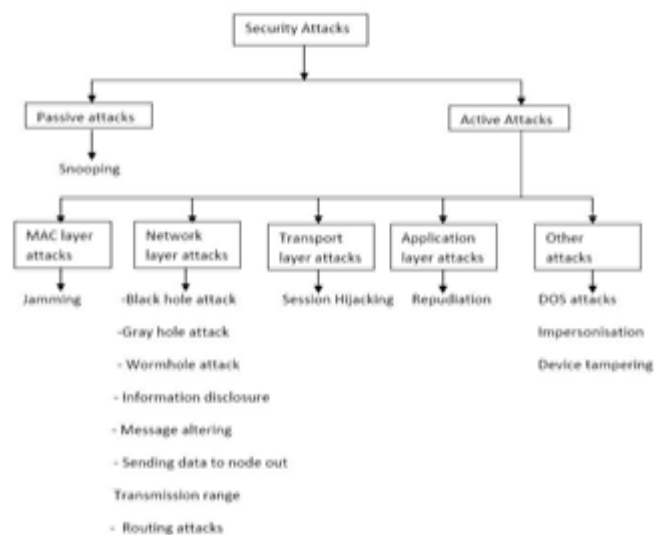 Security Attacks
Passive attacks
Active Attacks
Snooping
MAC layer
attacks
Network
layer attacks
Transport
layer attacks
Application
layer attacks
Other
attacks
Jamming
-Black hole attack
-Gray hole attack
- Wormhole attack
- Information disclosure
- Message altering
- Sending data to node out
Transmission range
- Routing attacks
Session Hijacking
Repudiation
DOS attacks
Impersonisation
Device tampering